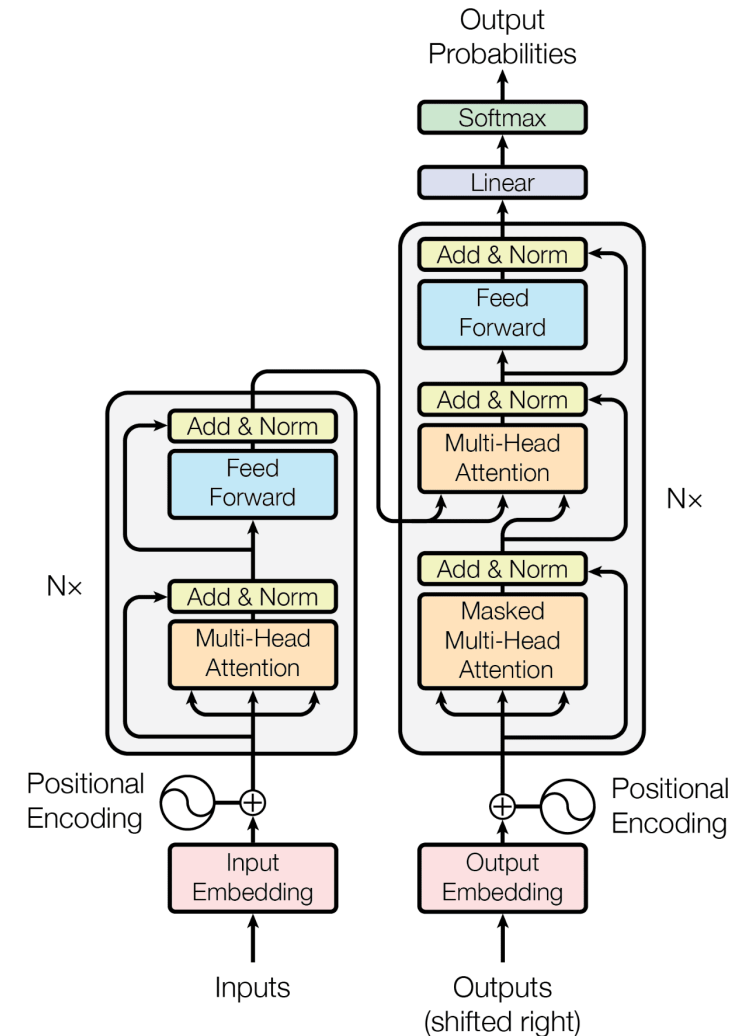 Output
Probabilities
Softmax
Linear
Add & Norm
Feed
Forward
Add & Norm
Multi-Head
Attention
Add & Norm
Masked
Multi-Head
Attention
N×
Add & Norm
Feed
Forward
Add & Norm
Multi-Head
Attention
N×
Positional
Encoding
Input
Embedding
Inputs
Positional
Encoding
Output
Embedding
Outputs
(shifted right)